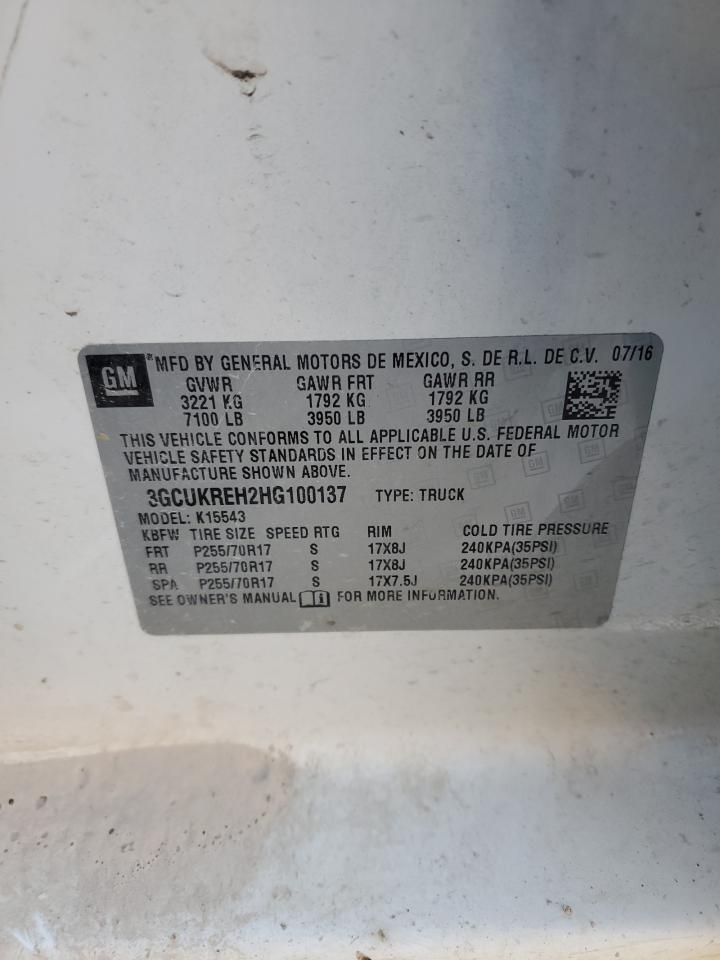 GM ® MFD BY GENERAL MOTORS DE MEXICO, S. DE R.L. DE C.V. 07/16
GVWR GAWR FRT GAWR RR
3221 KG 1792 KG 1792 KG
7100 LB 3950 LB 3950 LB
THIS VEHICLE CONFORMS TO ALL APPLICABLE U.S. FEDERAL MOTOR
VEHICLE SAFETY STANDARDS IN EFFECT ON THE DATE OF
MANUFACTURE SHOWN ABOVE.
3GCUKREH2HG100137 TYPE: TRUCK
MODEL: K15543
KBFW TIRE SIZE SPEED RTG RIM COLD TIRE PRESSURE
FRT P255/70R17 S 17X8J 240KPA(35PSI)
RR P255/70R17 S 17X8J 240KPA(35PSI)
SPA P255/70R17 S 17X7.5J 240KPA(35PSI)
SEE OWNER'S MANUAL FOR MORE INFORMATION.